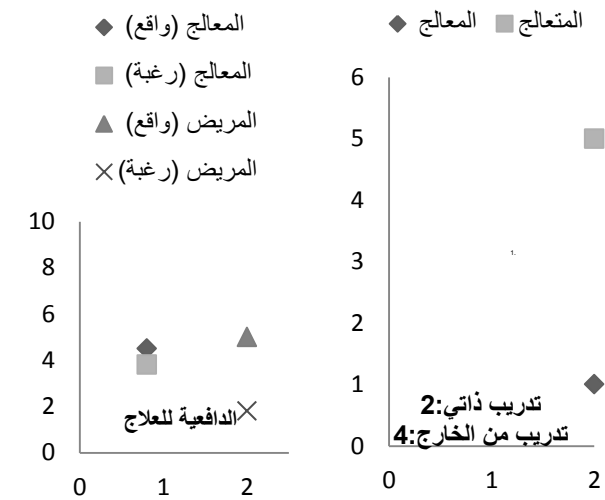 المتعالج
المعالج
6
5
4
3
2
1
0
0
1
2
1.
تدريب ذاتي:2
تدريب من الخارج:4
المعالج (واقع)
المعالج (رغبة)
المريض (واقع)
المريض (رغبة)
10
8
6
4
2
0
0
1
2
الدافعية للعلاج